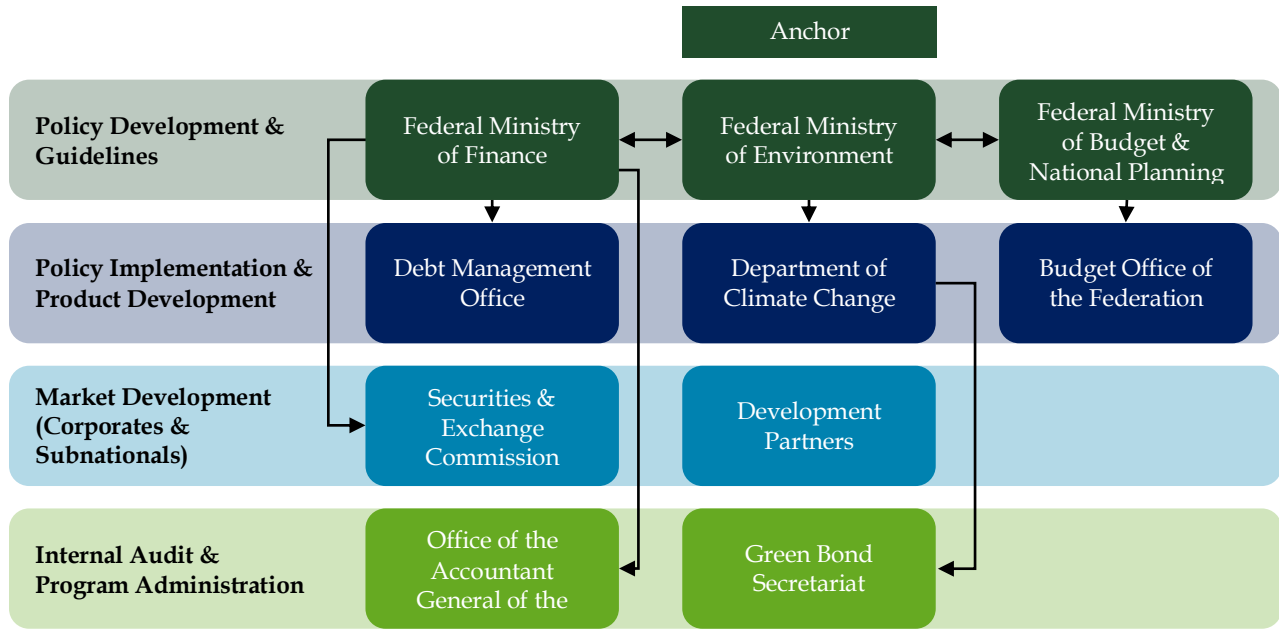 Anchor
Policy Development &
Guidelines
Federal Ministry
of Finance
Federal Ministry
of Environment
Federal Ministry
of Budget &
National Planning
Policy Implementation &
Product Development
Debt Management
Office
Department of
Climate Change
Budget Office of
the Federation
Market Development
(Corporates &
Subnationals)
Securities &
Exchange
Commission
Development
Partners
Internal Audit &
Program Administration
Office of the
Accountant
General of the
Green Bond
Secretariat